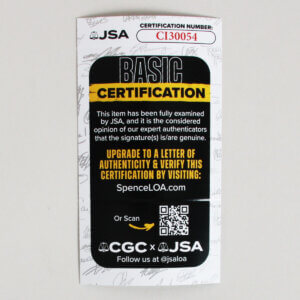 JSA
CERTIFICATION NUMBER:
CI30054
BASIC
CERTIFICATION
This item has been fully examined
by JSA, and it is the considered
opinion of our expert authenticators
that the signature(s) is/are genuine.
UPGRADE TO A LETTER OF
AUTHENTICITY & VERIFY THIS
CERTIFICATION BY VISITING:
SpenceLOA.com
Or Scan
CGC x JSA
Follow us at @jsaloa